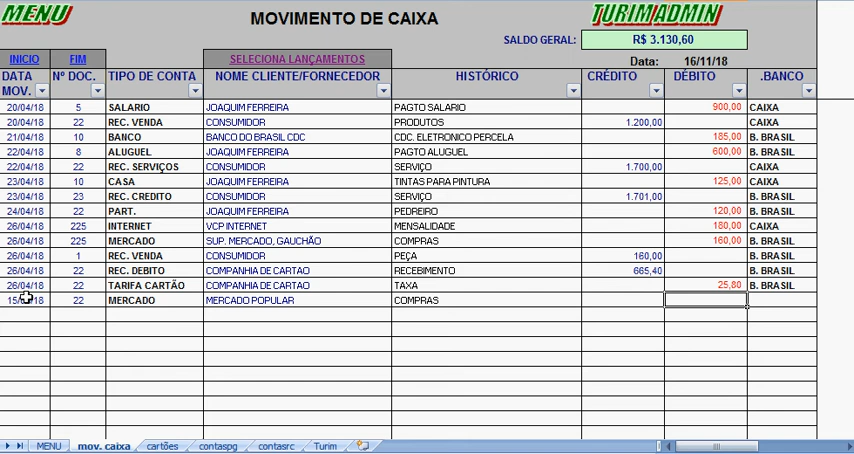 MENU MOVIMENTO DE CAIXA TURIM/ADMIN
SALDO GERAL: R$ 3.130,60
INICIO FIM SELECIONA LANÇAMENTOS Data: 16/11/18
DATA MOV. Nº DOC. TIPO DE CONTA NOME CLIENTE/FORNECEDOR HISTÓRICO CRÉDITO DÉBITO .BANCO
20/04/18 5 SALARIO JOAQUIM FERREIRA PAGTO SALARIO 900,00 CAIXA
20/04/18 22 REC. VENDA CONSUMIDOR PRODUTOS 1.200,00 CAIXA
21/04/18 10 BANCO BANCO DO BRASIL CDC CDC. ELETRONICO PERCELA 185,00 B. BRASIL
22/04/18 8 ALUGUEL JOAQUIM FERREIRA PAGTO ALUGUEL 600,00 B. BRASIL
22/04/18 22 REC. SERVIÇOS CONSUMIDOR SERVIÇO 1.700,00 CAIXA
23/04/18 10 CASA JOAQUIM FERREIRA TINTAS PARA PINTURA 125,00 CAIXA
23/04/18 23 REC. CREDITO CONSUMIDOR SERVIÇO 1.701,00 B. BRASIL
24/04/18 22 PART. JOAQUIM FERREIRA PEDREIRO 120,00 B. BRASIL
26/04/18 225 INTERNET VCP INTERNET MENSALIDADE 180,00 CAIXA
26/04/18 225 MERCADO SUP. MERCADO, GAUCHÃO COMPRAS 160,00 B. BRASIL
26/04/18 1 REC. VENDA CONSUMIDOR PEÇA 160,00 B. BRASIL
26/04/18 22 REC. DEBITO COMPANHIA DE CARTAO RECEBIMENTO 665,40 B. BRASIL
26/04/18 22 TARIFA CARTÃO COMPANHIA DE CARTAO TAXA 25,80 B. BRASIL
22 MERCADO MERCADO POPULAR COMPRAS
MENU mov. caixa cartões contaspg contasrc Turim